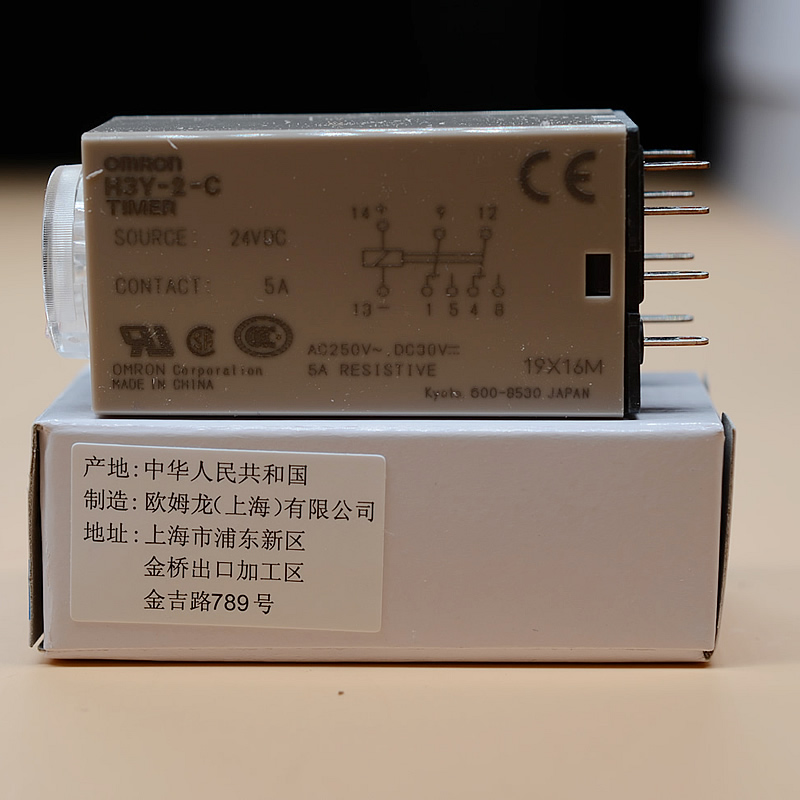 OMRON
H3Y-2-C
TIMER
SOURCE: 24VDC
CONTACT: 5A
14 + 9 12
13 − 1 5 4 8
CE
AC250V~ DC30V⎓
5A RESISTIVE
OMRON Corporation
MADE IN CHINA
19X16M
Kyoto, 600-8530 JAPAN
产地:中华人民共和国
制造:欧姆龙(上海)有限公司
地址:上海市浦东新区
金桥出口加工区
金吉路789号